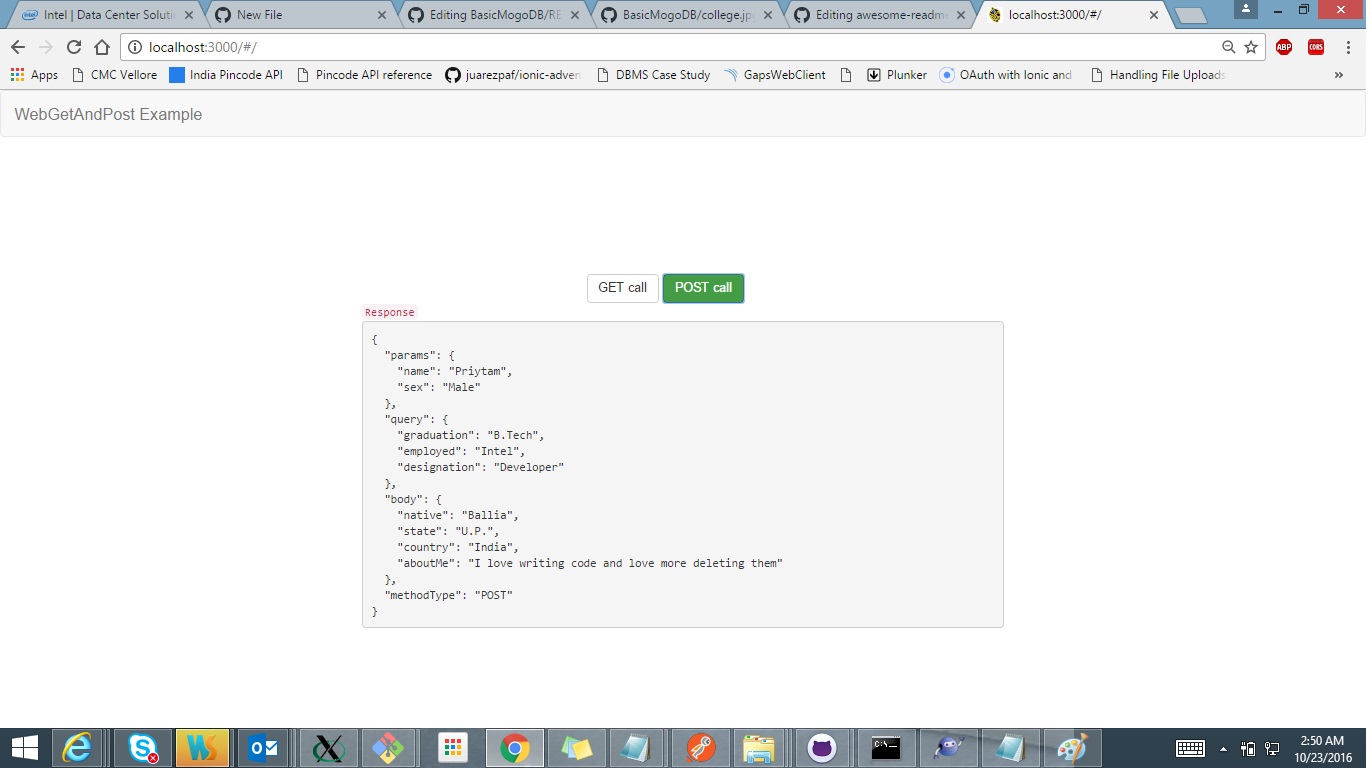 Intel | Data Center Soluti
New File
Editing BasicMogoDB/RE
BasicMogoDB/college.jp
Editing awesome-readm
localhost:3000/#/
localhost:3000/#/
ABP
CORS
Apps
CMC Vellore
India Pincode API
Pincode API reference
juarezpaf/ionic-adven
DBMS Case Study
GapsWebClient
Plunker
OAuth with Ionic and
Handling File Uploads
»
WebGetAndPost Example
GET call
POST call
Response
{
"params": {
"name": "Priytam",
"sex": "Male"
},
"query": {
"graduation": "B.Tech",
"employed": "Intel",
"designation": "Developer"
},
"body": {
"native": "Ballia",
"state": "U.P.",
"country": "India",
"aboutMe": "I love writing code and love more deleting them"
},
"methodType": "POST"
}
2:50 AM
10/23/2016